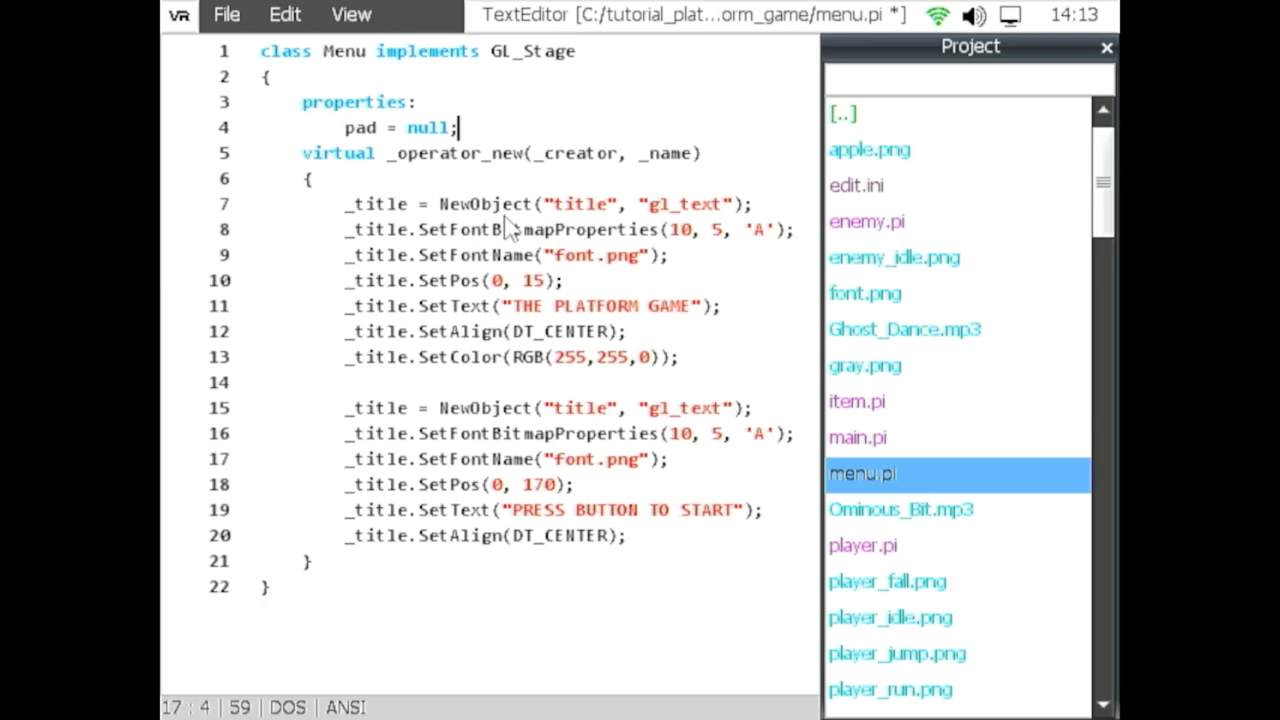 VR File Edit View TextEditor [C:/tutorial_plat...orm_game/menu.pi *] 14:13
1 class Menu implements GL_Stage
2 {
3 properties:
4 pad = null;
5 virtual _operator_new(_creator, _name)
6 {
7 _title = NewObject("title", "gl_text");
8 _title.SetFontBitmapProperties(10, 5, 'A');
9 _title.SetFontName("font.png");
10 _title.SetPos(0, 15);
11 _title.SetText("THE PLATFORM GAME");
12 _title.SetAlign(DT_CENTER);
13 _title.SetColor(RGB(255,255,0));
14
15 _title = NewObject("title", "gl_text");
16 _title.SetFontBitmapProperties(10, 5, 'A');
17 _title.SetFontName("font.png");
18 _title.SetPos(0, 170);
19 _title.SetText("PRESS BUTTON TO START");
20 _title.SetAlign(DT_CENTER);
21 }
22 }
17 : 4 | 59 | DOS | ANSI
Project
[..]
apple.png
edit.ini
enemy.pi
enemy_idle.png
font.png
Ghost_Dance.mp3
gray.png
item.pi
main.pi
menu.pi
Ominous_Bit.mp3
player.pi
player_fall.png
player_idle.png
player_jump.png
player_run.png